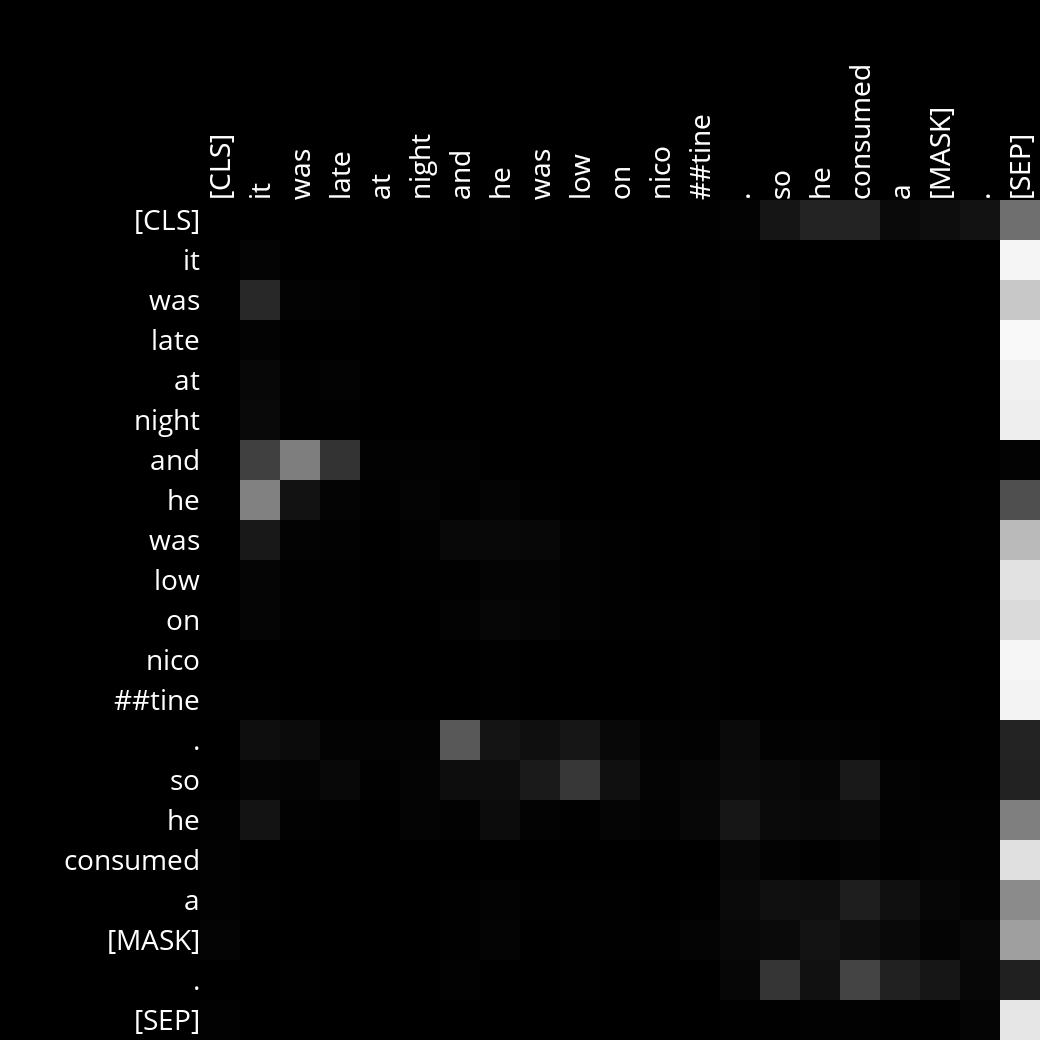 [CLS] it was late at night and he was low on nico ##tine . so he consumed a [MASK] . [SEP]
[CLS]
it
was
late
at
night
and
he
was
low
on
nico
##tine
.
so
he
consumed
a
[MASK]
.
[SEP]